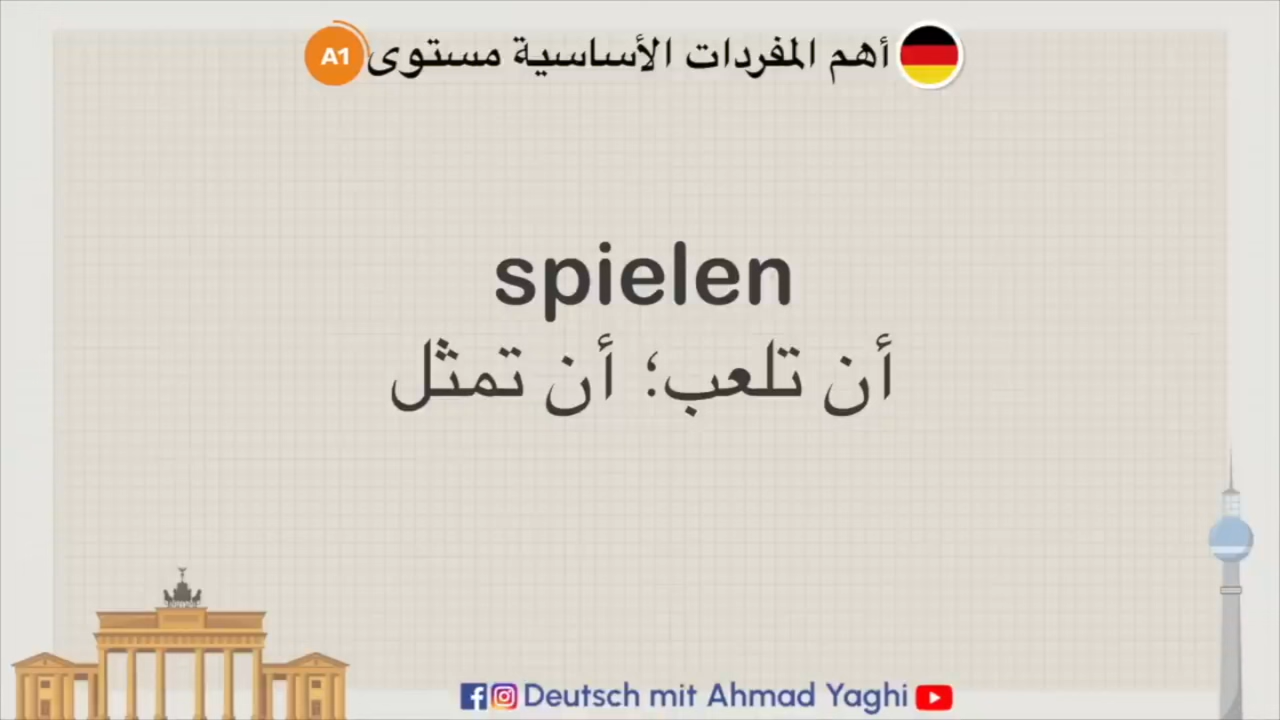 أهم المفردات الأساسية مستوى A1
spielen
أن تلعب؛ أن تمثل
Deutsch mit Ahmad Yaghi